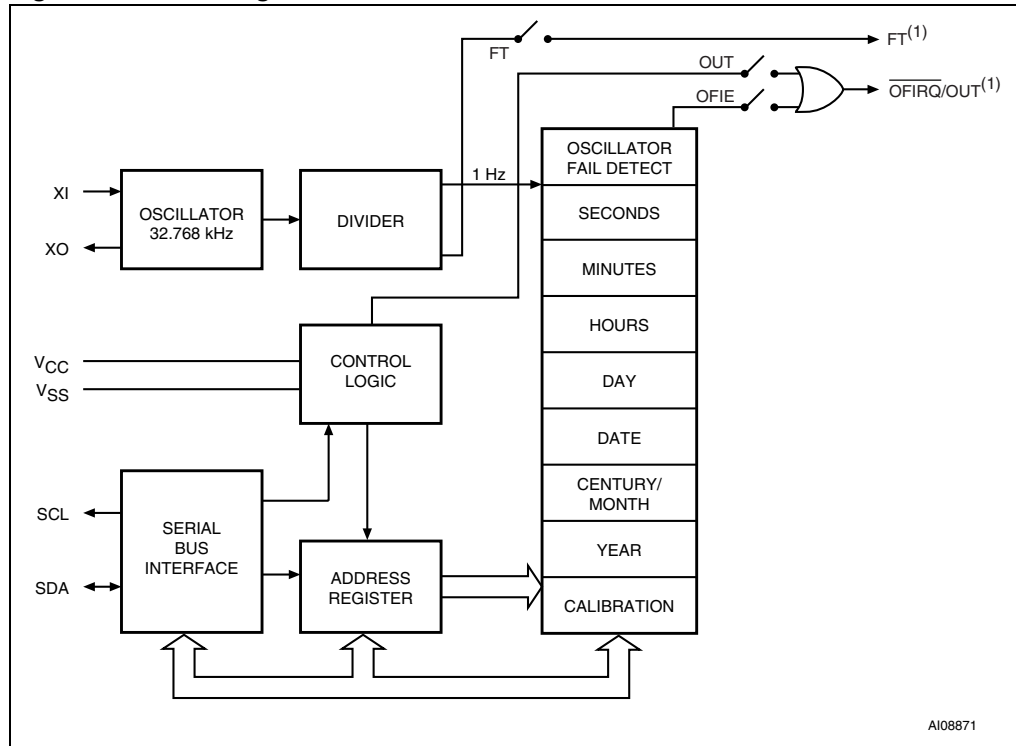 FT
FT(1)
OUT
OFIE
OFIRQ/OUT(1)
OSCILLATOR
FAIL DETECT
1 Hz
XI
XO
OSCILLATOR
32.768 kHz
DIVIDER
SECONDS
MINUTES
HOURS
DAY
DATE
CENTURY/
MONTH
YEAR
CALIBRATION
VCC
VSS
CONTROL
LOGIC
SCL
SDA
SERIAL
BUS
INTERFACE
ADDRESS
REGISTER
AI08871